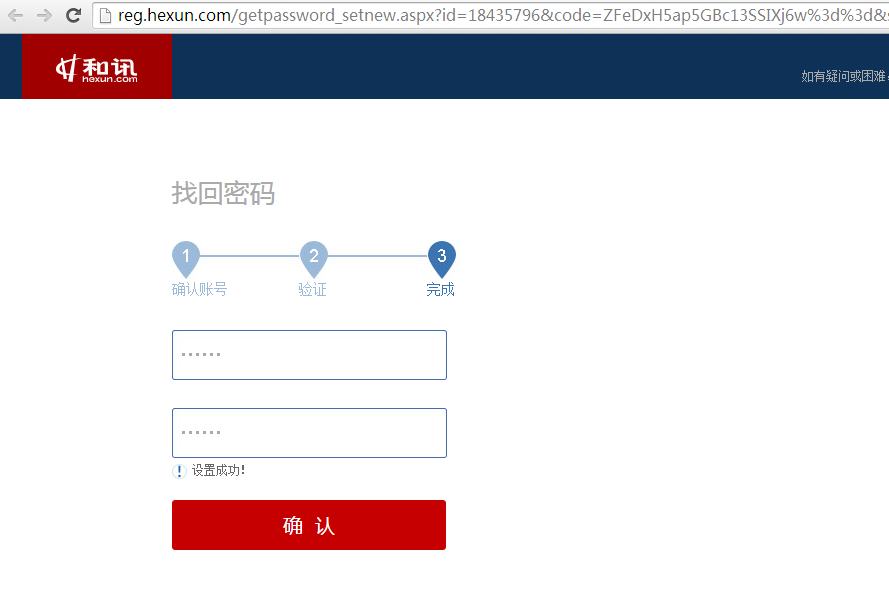 reg.hexun.com/getpassword_setnew.aspx?id=18435796&code=ZFeDxH5ap5GBc13SSIXj6w%3d%3d&s
和讯
hexun.com
如有疑问或困难
找回密码
1 2 3
确认账号 验证 完成
······
······
! 设置成功!
确 认